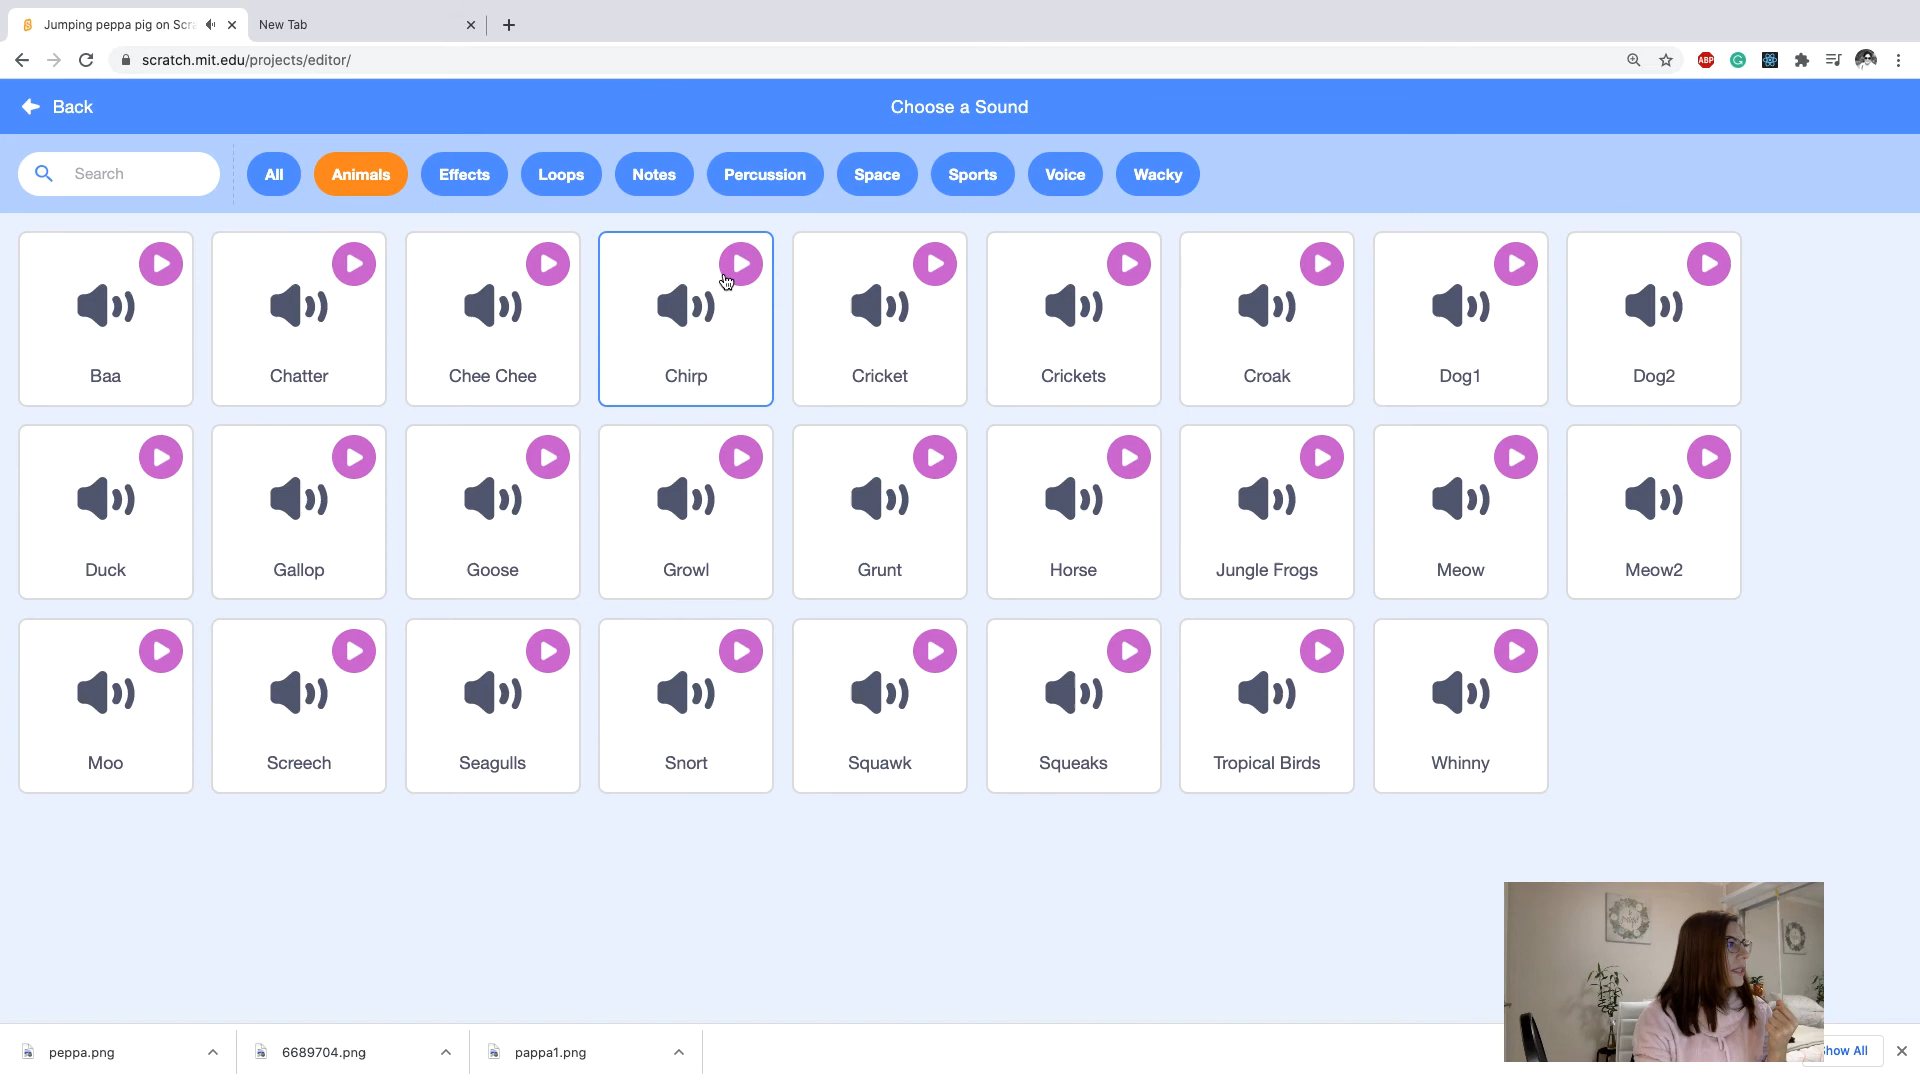 Jumping peppa pig on Scr
New Tab
scratch.mit.edu/projects/editor/
ABP
Back
Choose a Sound
Search
All
Animals
Effects
Loops
Notes
Percussion
Space
Sports
Voice
Wacky
Baa
Chatter
Chee Chee
Chirp
Cricket
Crickets
Croak
Dog1
Dog2
Duck
Gallop
Goose
Growl
Grunt
Horse
Jungle Frogs
Meow
Meow2
Moo
Screech
Seagulls
Snort
Squawk
Squeaks
Tropical Birds
Whinny
peppa.png
6689704.png
pappa1.png
Show All